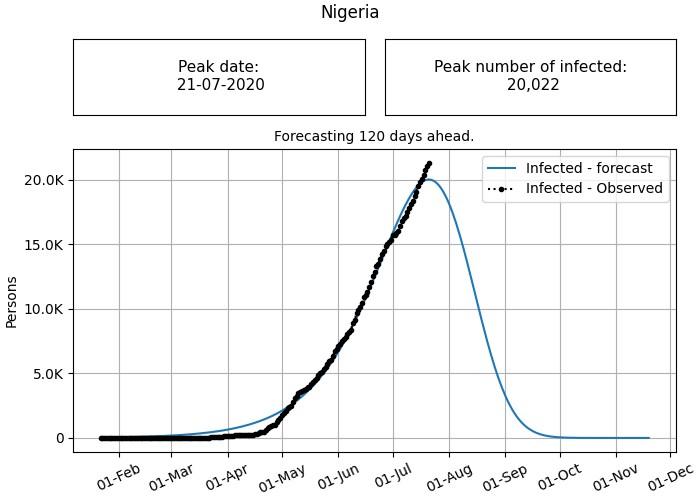 Nigeria
Peak date:
21-07-2020
Peak number of infected:
20,022
Forecasting 120 days ahead.
Infected - forecast
Infected - Observed
Persons
20.0K
15.0K
10.0K
5.0K
0
01-Feb
01-Mar
01-Apr
01-May
01-Jun
01-Jul
01-Aug
01-Sep
01-Oct
01-Nov
01-Dec